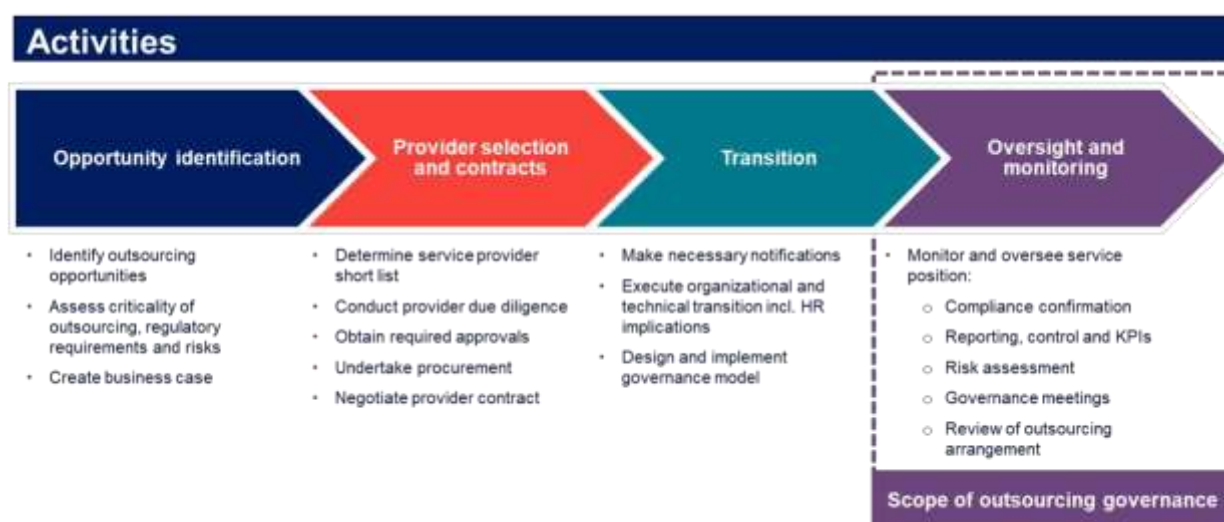 Activities
Opportunity identification
Provider selection
and contracts
Transition
Oversight and
monitoring
• Identify outsourcing
opportunities
• Assess criticality of
outsourcing, regulatory
requirements and risks
• Create business case
• Determine service provider
short list
• Conduct provider due diligence
• Obtain required approvals
• Undertake procurement
• Negotiate provider contract
• Make necessary notifications
• Execute organizational and
technical transition incl. HR
implications
• Design and implement
governance model
• Monitor and oversee service
position:
o Compliance confirmation
o Reporting, control and KPIs
o Risk assessment
o Governance meetings
o Review of outsourcing
arrangement
Scope of outsourcing governance